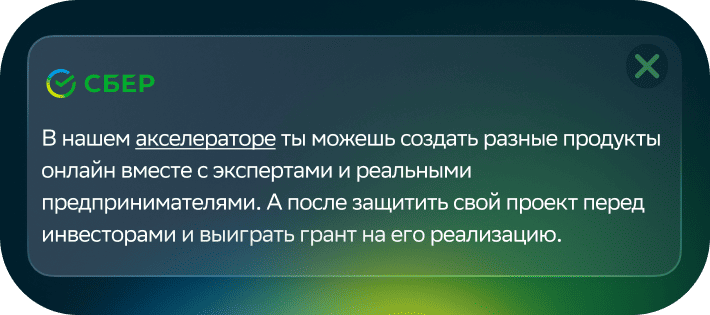 СБЕР
В нашем акселераторе ты можешь создать разные продукты
онлайн вместе с экспертами и реальными
предпринимателями. А после защитить свой проект перед
инвесторами и выиграть грант на его реализацию.